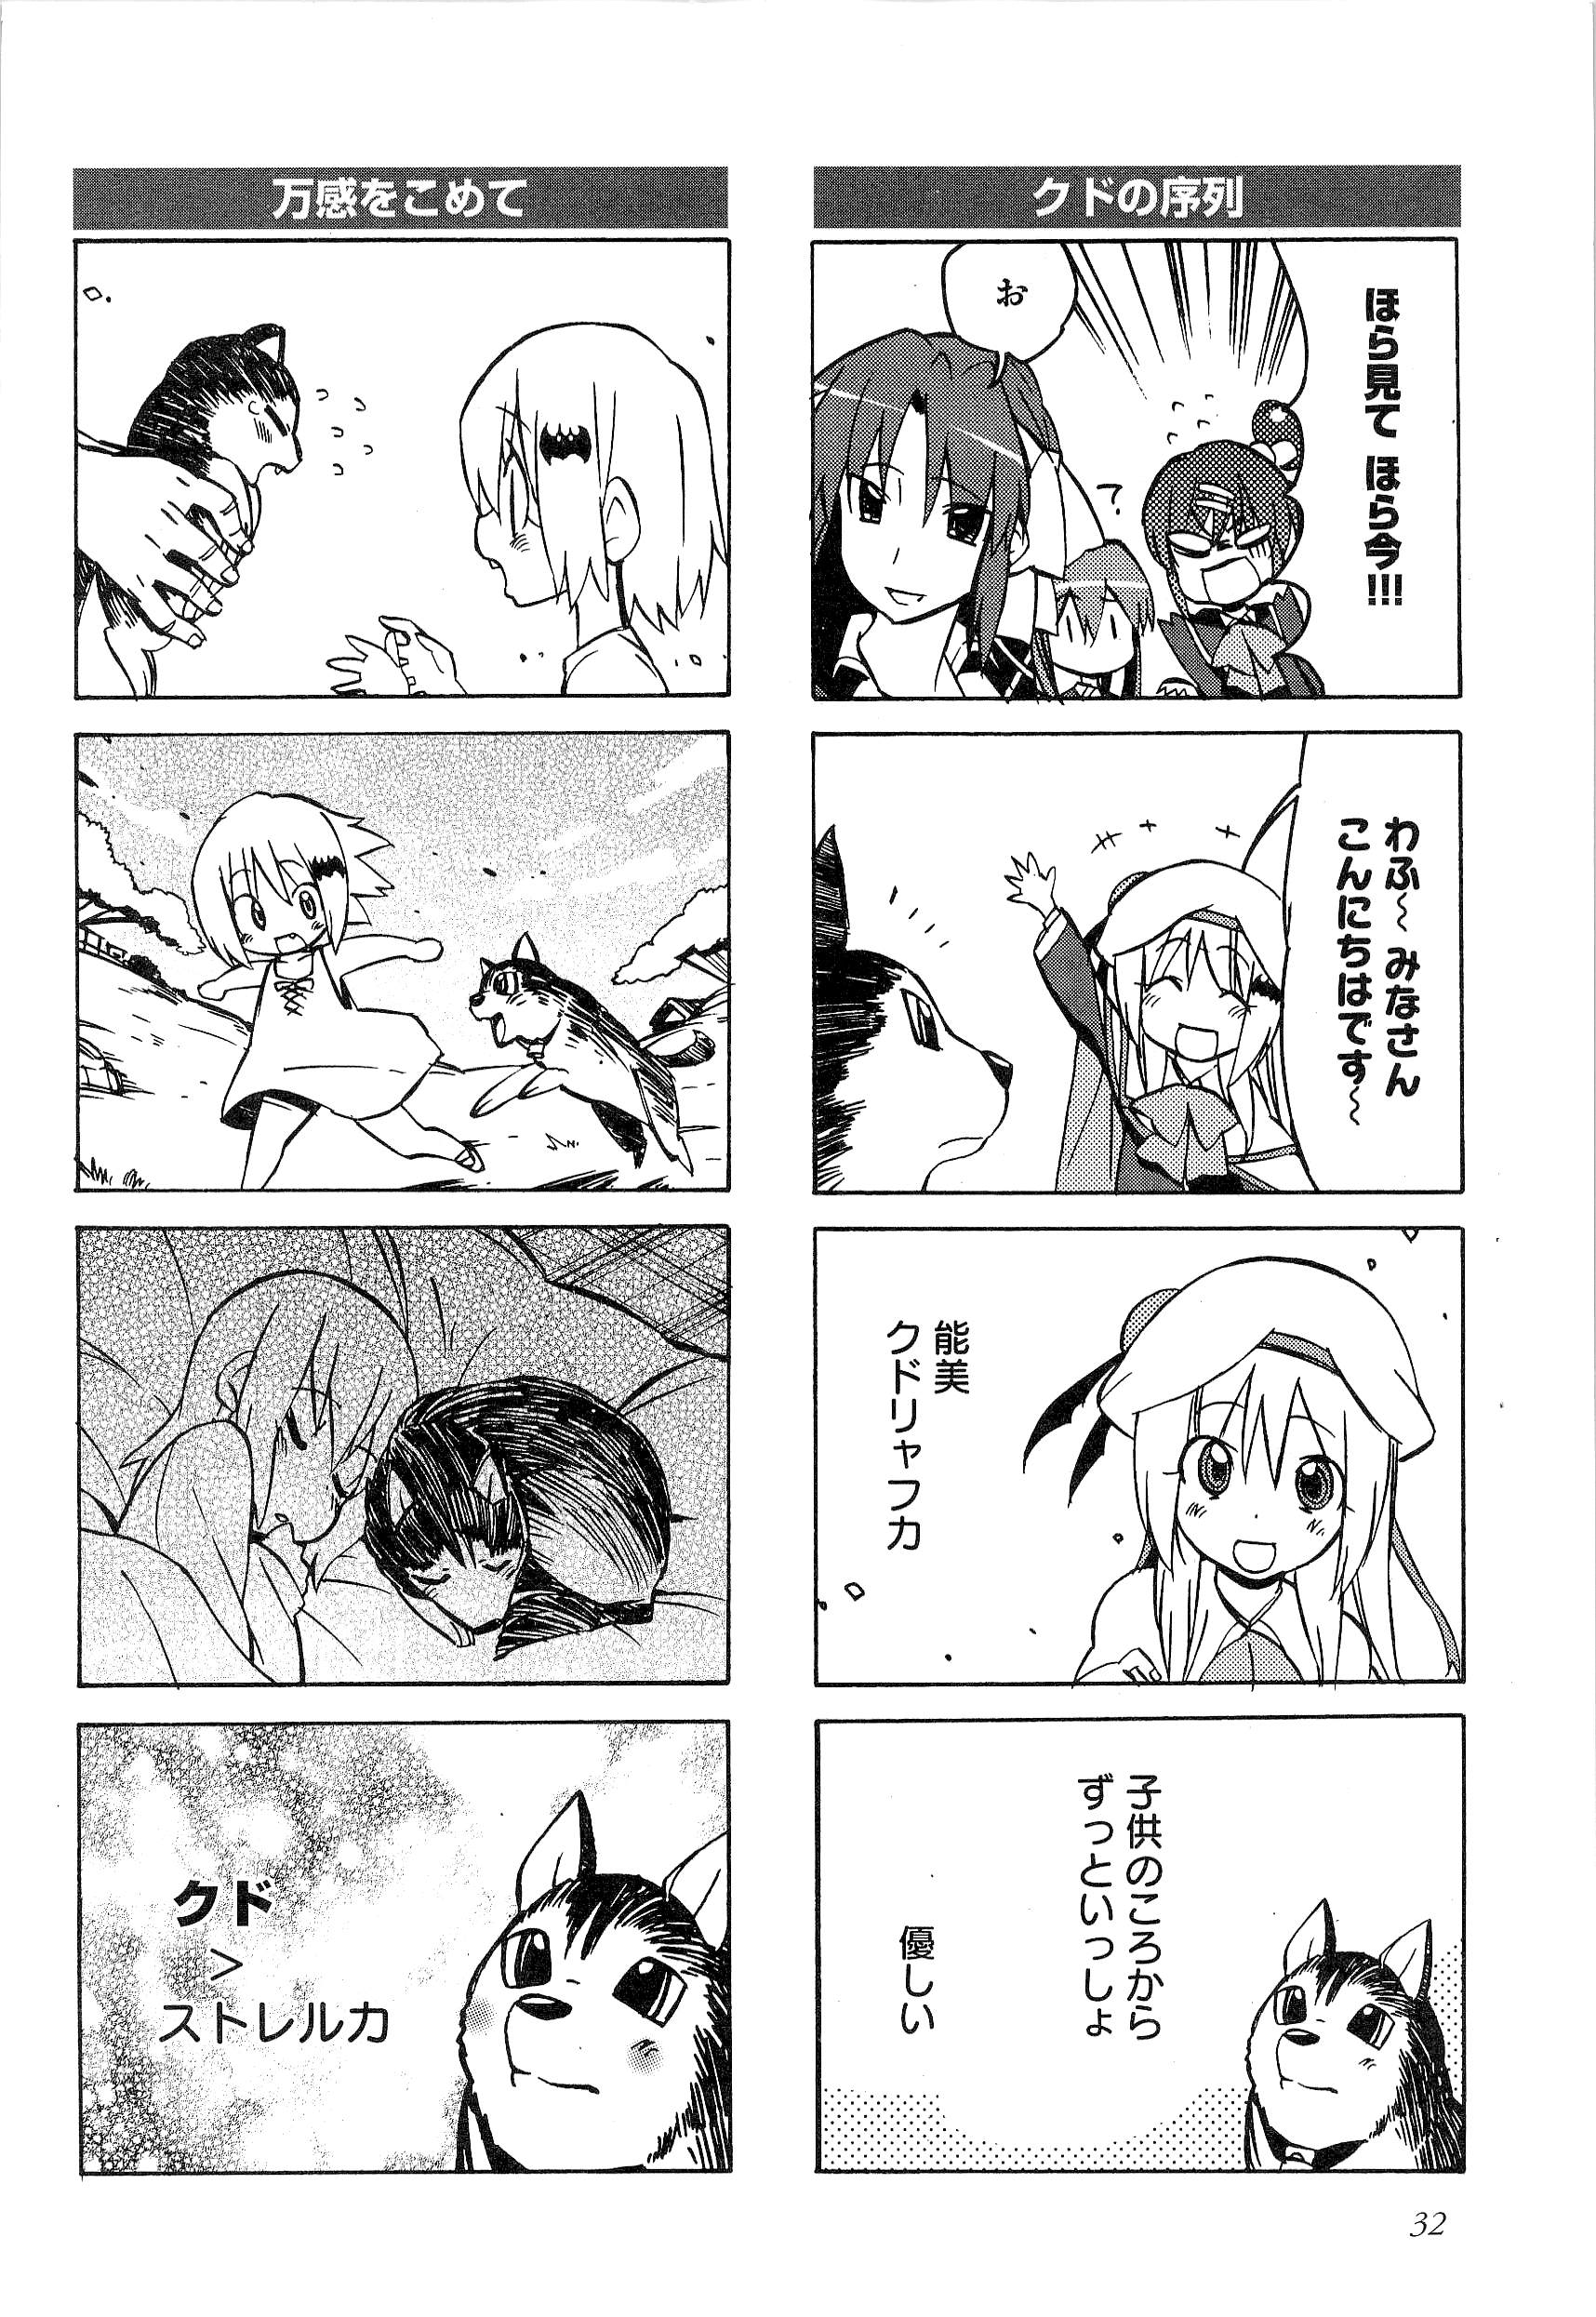 クドの序列
ほら見て ほら今!!!
お
?
わふ～ みなさん
こんにちはです～
能美
クドリャフカ
子供のころから
ずっといっしょ
優しい
万感をこめて
クド
>
ストレルカ
32